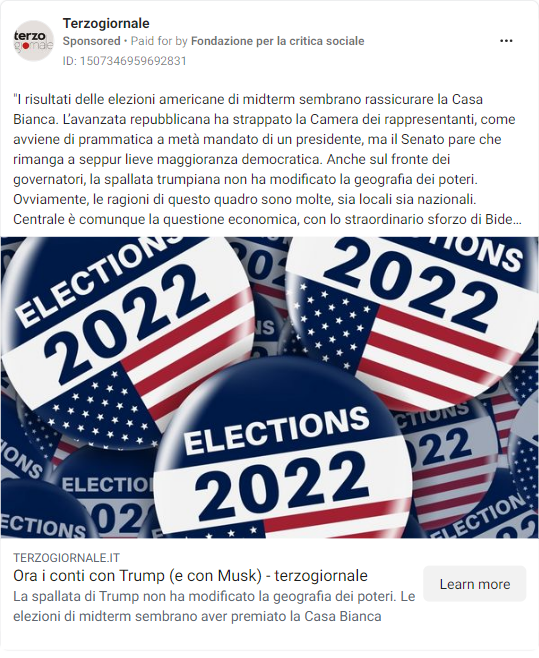 terzo
giornale
Terzogiornale
Sponsored • Paid for by Fondazione per la critica sociale
ID: 1507346959692831
"I risultati delle elezioni americane di midterm sembrano rassicurare la Casa
Bianca. L'avanzata repubblicana ha strappato la Camera dei rappresentanti, come
avviene di prammatica a metà mandato di un presidente, ma il Senato pare che
rimanga a seppur lieve maggioranza democratica. Anche sul fronte dei
governatori, la spallata trumpiana non ha modificato la geografia dei poteri.
Ovviamente, le ragioni di questo quadro sono molte, sia locali sia nazionali.
Centrale è comunque la questione economica, con lo straordinario sforzo di Bide...
ELECTIONS
2022
ELECTIONS
2022
ELECTIONS
2022
TERZOGIORNALE.IT
Ora i conti con Trump (e con Musk) - terzogiornale
La spallata di Trump non ha modificato la geografia dei poteri. Le
elezioni di midterm sembrano aver premiato la Casa Bianca
Learn more